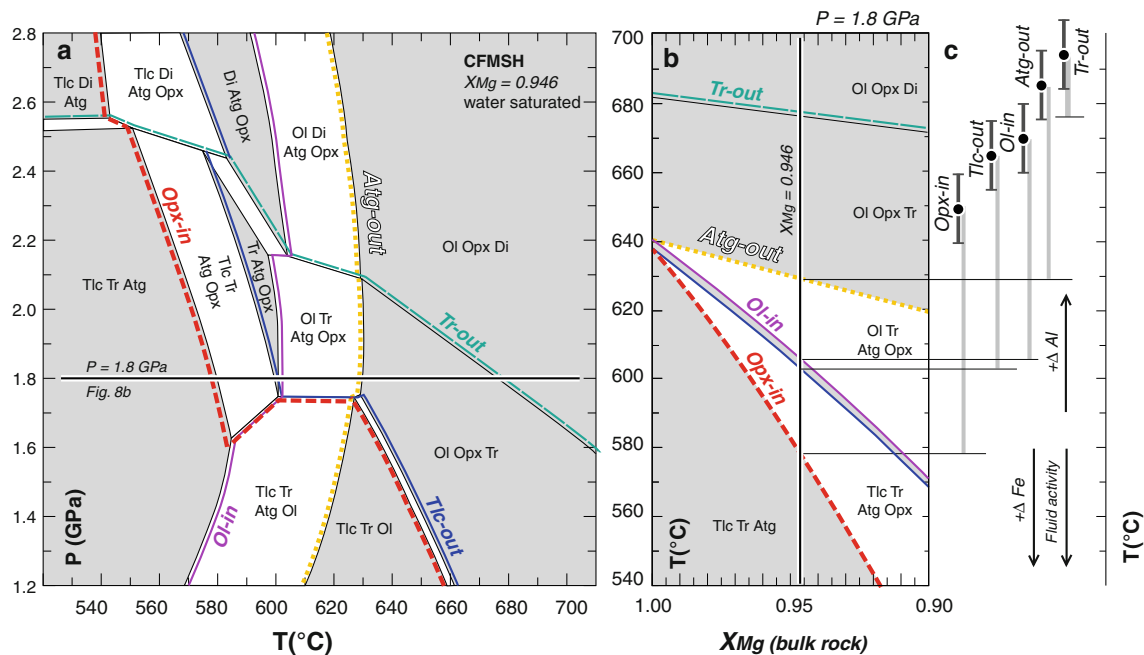 a
CFMSH
XMg = 0.946
water saturated
Tlc Di
Atg
Tlc Di
Atg Opx
Di Atg Opx
Ol Di
Atg Opx
Atg-out
Ol Opx Di
Opx-in
Tlc Tr
Atg Opx
Tr Atg Opx
Tlc Tr Atg
Ol Tr
Atg Opx
Tr-out
P = 1.8 GPa
Fig. 8b
Ol Opx Tr
Tlc Tr
Atg Ol
Tlc Tr Ol
Ol-in
Tlc-out
P (GPa)
2.8
2.6
2.4
2.2
2.0
1.8
1.6
1.4
1.2
540 560 580 600 620 640 660 680 700
T(°C)
P = 1.8 GPa
b
700
680
660
640
620
600
580
560
540
Tr-out
Ol Opx Di
XMg = 0.946
Ol Opx Tr
Atg-out
Ol-in
Ol Tr
Atg Opx
Opx-in
Tlc Tr
Atg Opx
Tlc Tr Atg
T(°C)
1.00 0.95 0.90
XMg (bulk rock)
c
Opx-in
Tlc-out
Ol-in
Atg-out
Tr-out
+Δ Al
+Δ Fe
Fluid activity
T(°C)